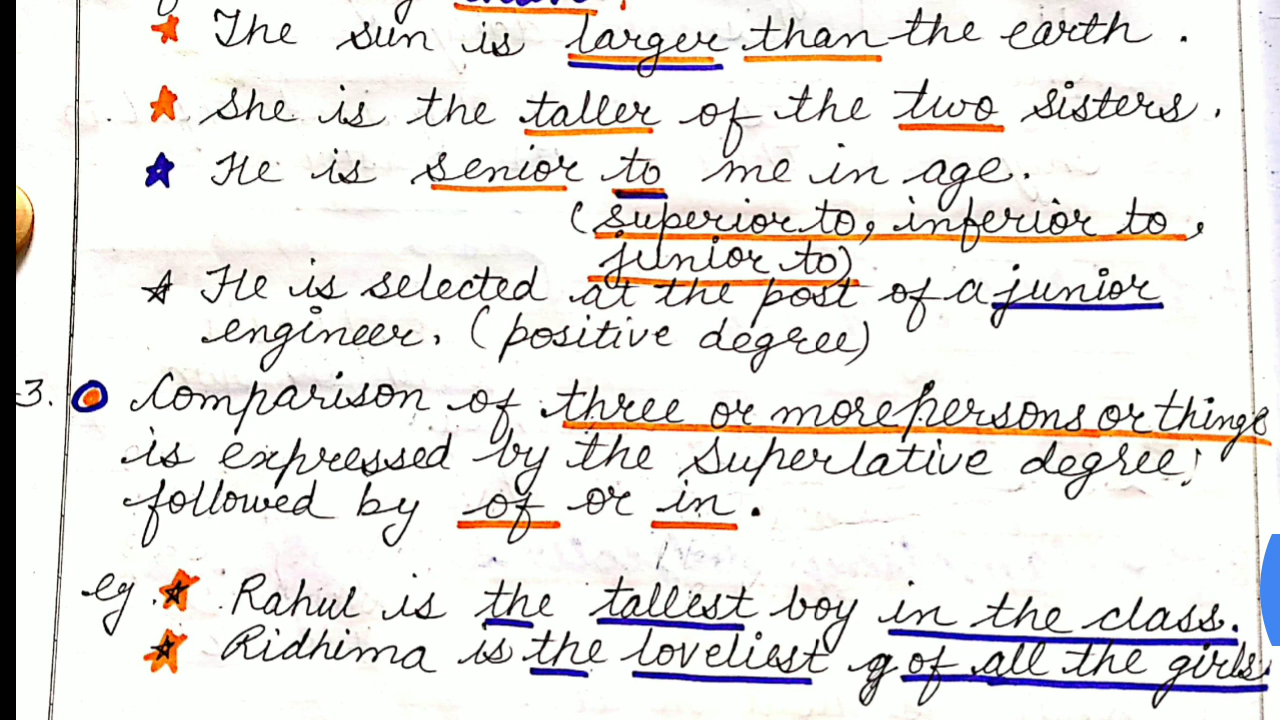 ★ The sun is larger than the earth.
★ She is the taller of the two sisters.
★ He is senior to me in age.
(superior to, inferior to,
junior to)
★ He is selected at the post of a junior
engineer. (positive degree)
3. Comparison of three or more persons or things
is expressed by the Superlative degree;
followed by of or in.
eg. ★ Rahul is the tallest boy in the class.
★ Ridhima is the loveliest g of all the girls.